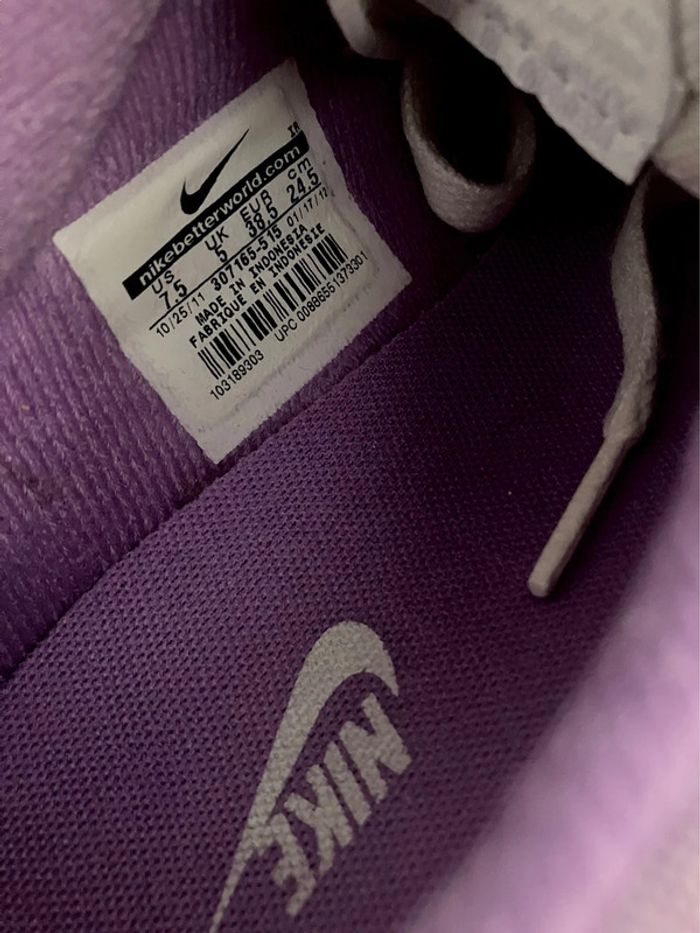 IR
nikebetterworld.com
US UK EUR cm
7.5 5 38.5 24.5
10/25/11 307165-515 01/17/12
MADE IN INDONESIA
FABRIQUE EN INDONESIE
103189303 UPC 00886551373301
NIKE